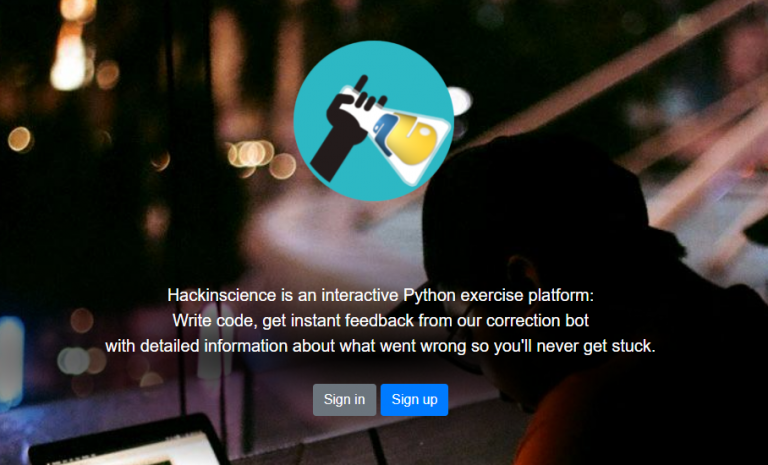 Hackinscience is an interactive Python exercise platform:
Write code, get instant feedback from our correction bot
with detailed information about what went wrong so you'll never get stuck.
Sign in Sign up